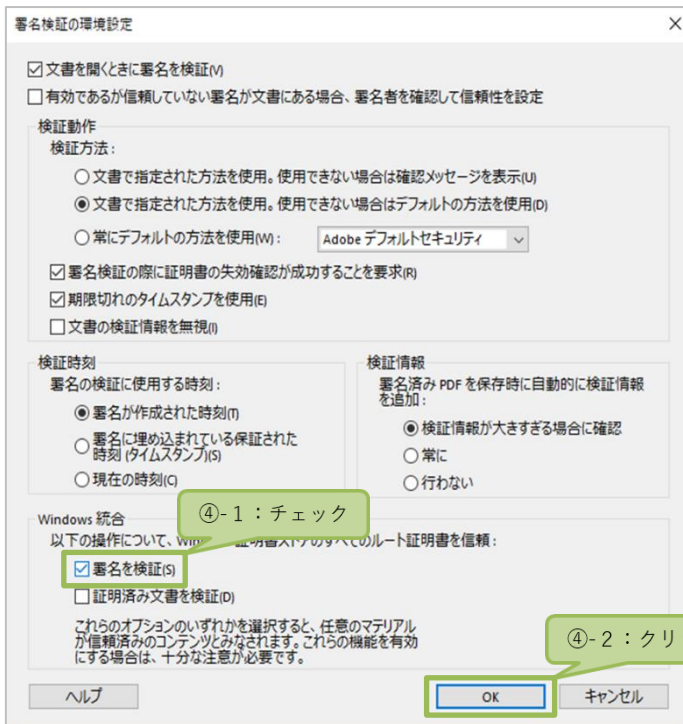 署名検証の環境設定
文書を開くときに署名を検証(V)
有効であるが信頼していない署名が文書にある場合、署名者を確認して信頼性を設定
検証動作
検証方法:
文書で指定された方法を使用。使用できない場合は確認メッセージを表示(U)
文書で指定された方法を使用。使用できない場合はデフォルトの方法を使用(D)
常にデフォルトの方法を使用(W): Adobe デフォルトセキュリティ
署名検証の際に証明書の失効確認が成功することを要求(R)
期限切れのタイムスタンプを使用(E)
文書の検証情報を無視(I)
検証時刻
署名の検証に使用する時刻:
署名が作成された時刻(T)
署名に埋め込まれている保証された
時刻 (タイムスタンプ)(S)
現在の時刻(C)
検証情報
署名済み PDF を保存時に自動的に検証情報
を追加:
検証情報が大きすぎる場合に確認
常に
行わない
④-1:チェック
Windows 統合
以下の操作について、Win 証明書ストアのすべてのルート証明書を信頼:
署名を検証(S)
証明済み文書を検証(D)
これらのオプションのいずれかを選択すると、任意のマテリアル
が信頼済みのコンテンツとみなされます。これらの機能を有効
にする場合は、十分な注意が必要です。
④-2:クリ
ヘルプ OK キャンセル